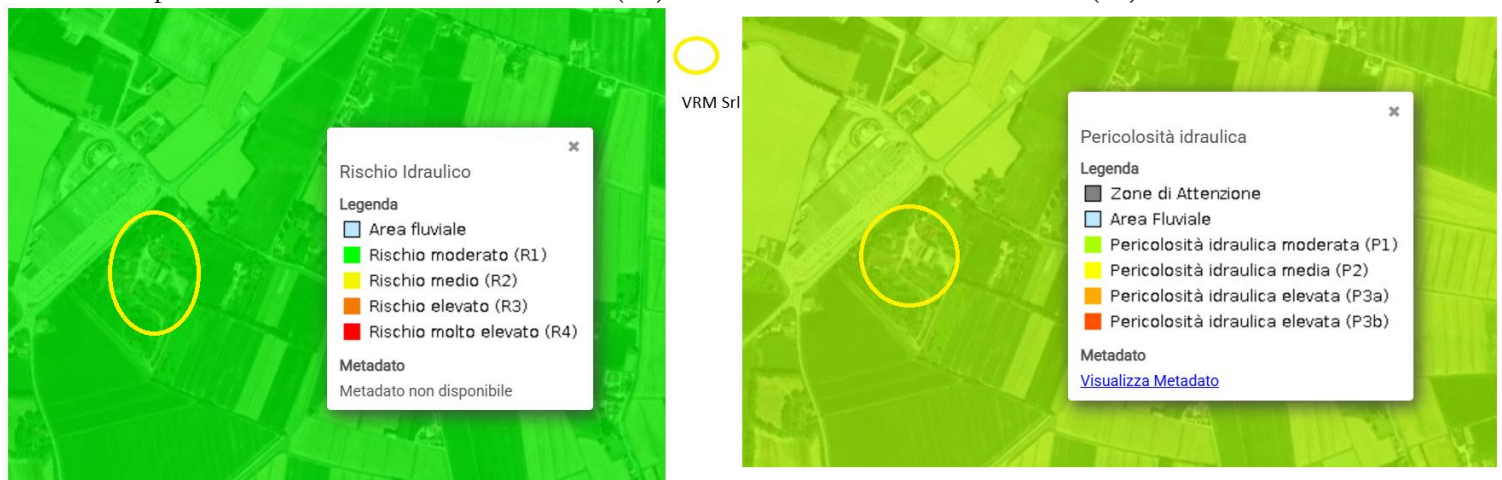 VRM Srl
✖
Rischio Idraulico
Legenda
Area fluviale
Rischio moderato (R1)
Rischio medio (R2)
Rischio elevato (R3)
Rischio molto elevato (R4)
Metadato
Metadato non disponibile
✖
Pericolosità idraulica
Legenda
Zone di Attenzione
Area Fluviale
Pericolosità idraulica moderata (P1)
Pericolosità idraulica media (P2)
Pericolosità idraulica elevata (P3a)
Pericolosità idraulica elevata (P3b)
Metadato
Visualizza Metadato